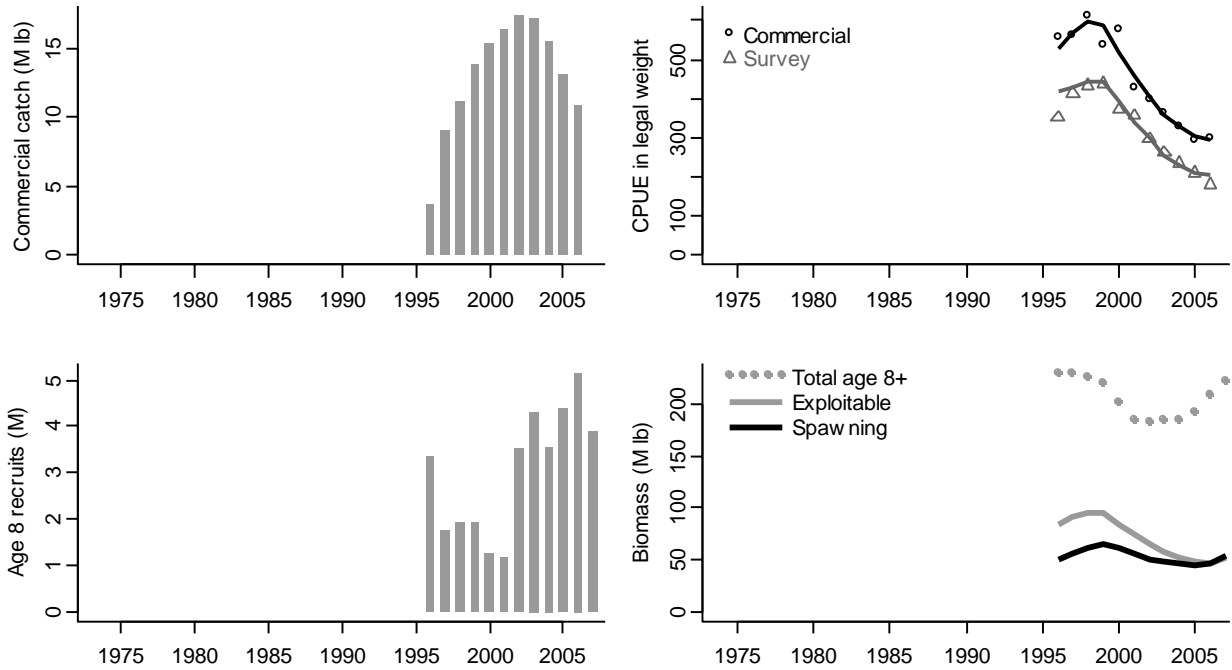 Commercial catch (M lb)
0 5 10 15
1975 1980 1985 1990 1995 2000 2005
CPUE in legal weight
0 100 300 500
Commercial
Survey
1975 1980 1985 1990 1995 2000 2005
Age 8 recruits (M)
0 1 2 3 4 5
1975 1980 1985 1990 1995 2000 2005
Biomass (M lb)
0 50 100 150 200
Total age 8+
Exploitable
Spaw ning
1975 1980 1985 1990 1995 2000 2005